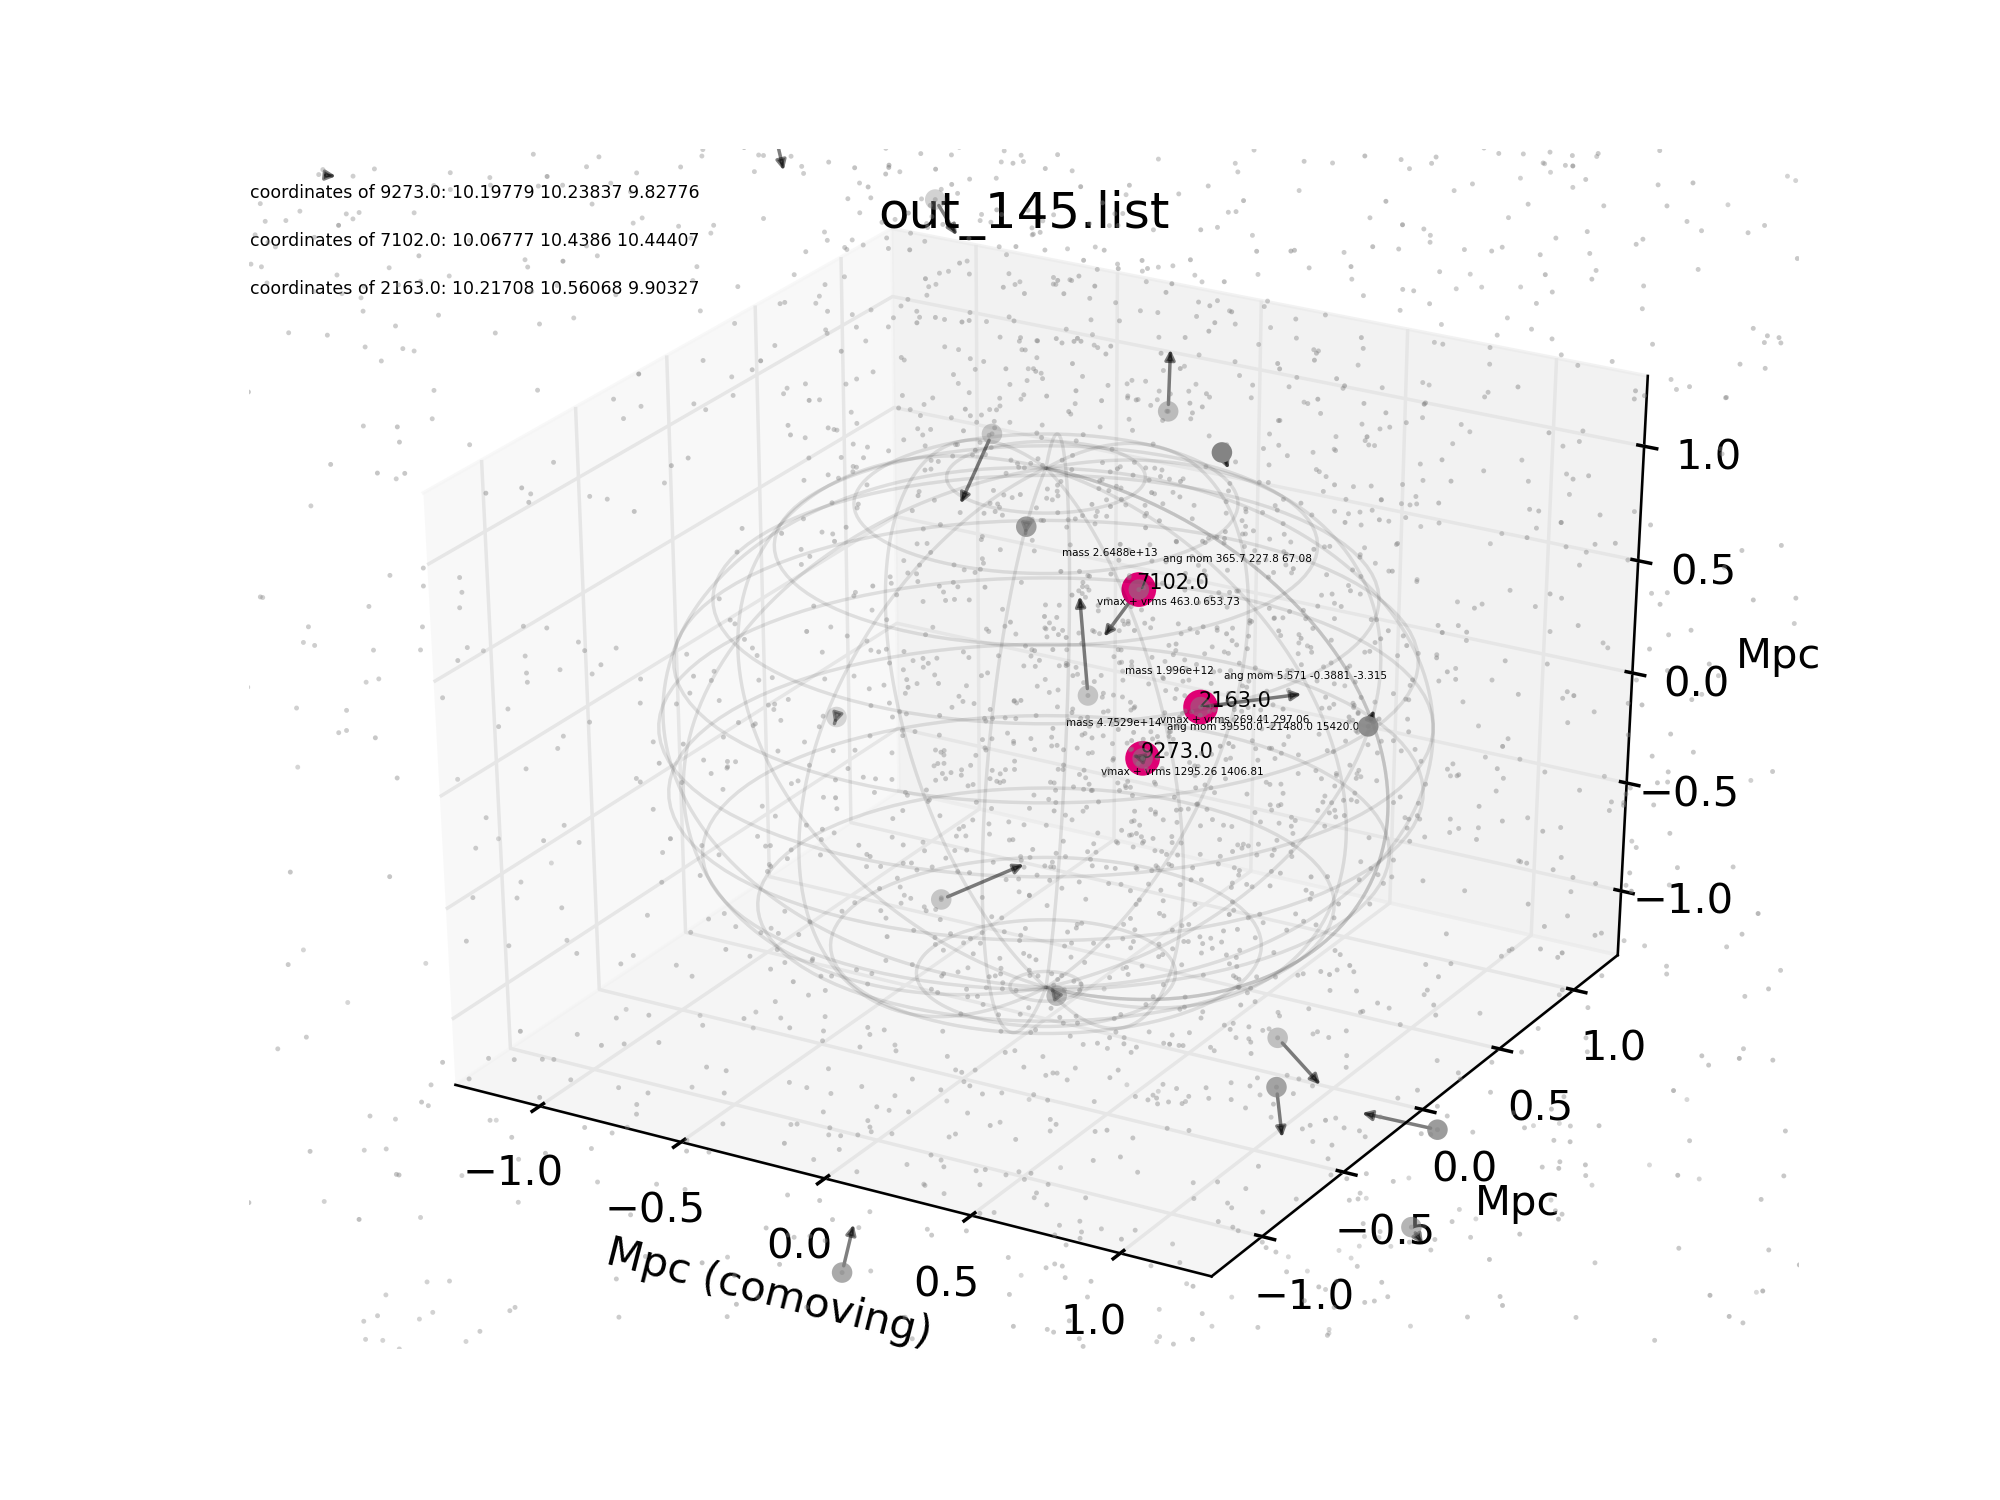 out_145.list
coordinates of 9273.0: 10.19779 10.23837 9.82776
coordinates of 7102.0: 10.06777 10.4386 10.44407
coordinates of 2163.0: 10.21708 10.56068 9.90327
mass 2.6488e+13
ang mom 365.7 227.8 67.08
7102.0
vmax + vrms 463.0 653.73
mass 1.996e+12
ang mom 5.571 -0.3881 -3.315
2163.0
vmax + vrms 269.41 297.06
mass 4.7529e+14
ang mom 39550.0 -21480.0 15420.0
9273.0
vmax + vrms 1295.26 1406.81
1.0
0.5
0.0
−0.5
−1.0
Mpc
1.0
0.5
0.0
−0.5
−1.0
Mpc
−1.0
−0.5
0.0
0.5
1.0
Mpc (comoving)